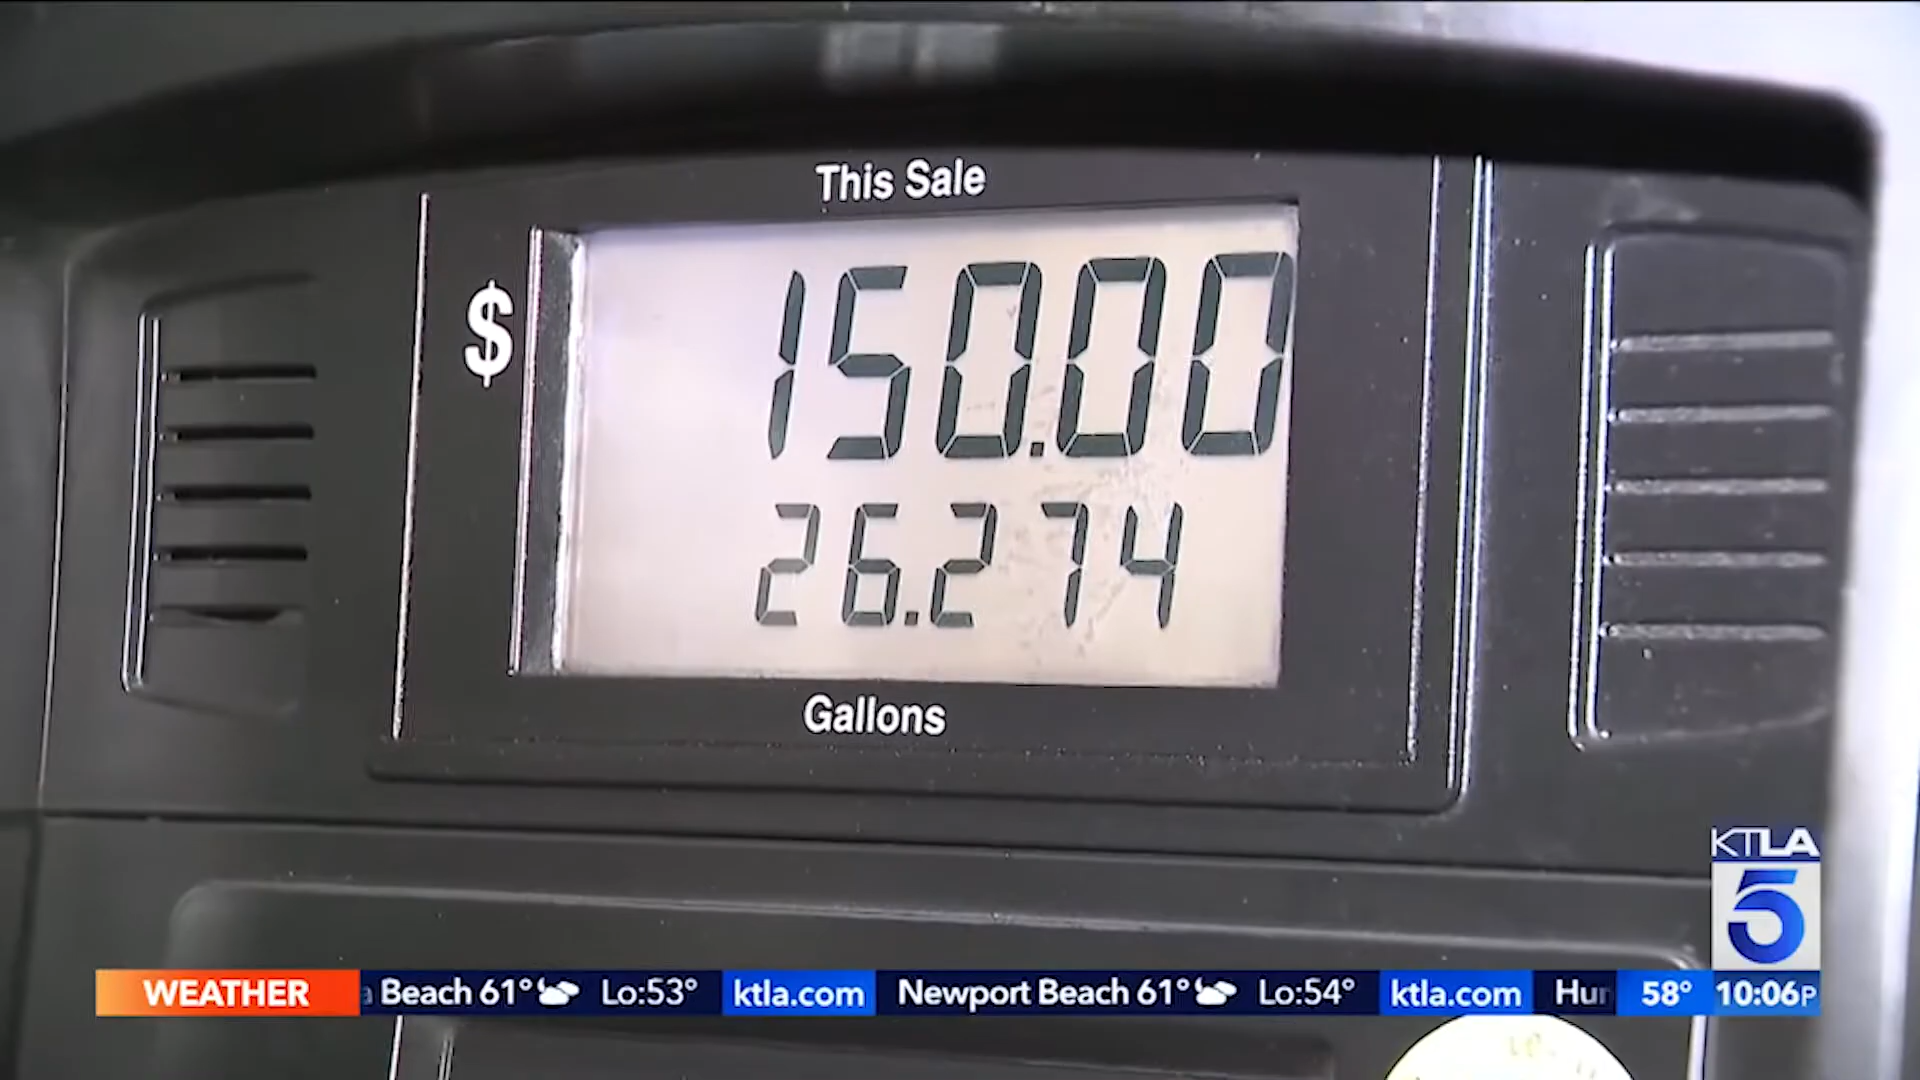 This Sale
$ 150.00
26.274
Gallons
KTLA
5
WEATHER Beach 61° Lo:53° ktla.com Newport Beach 61° Lo:54° ktla.com 58° 10:06P